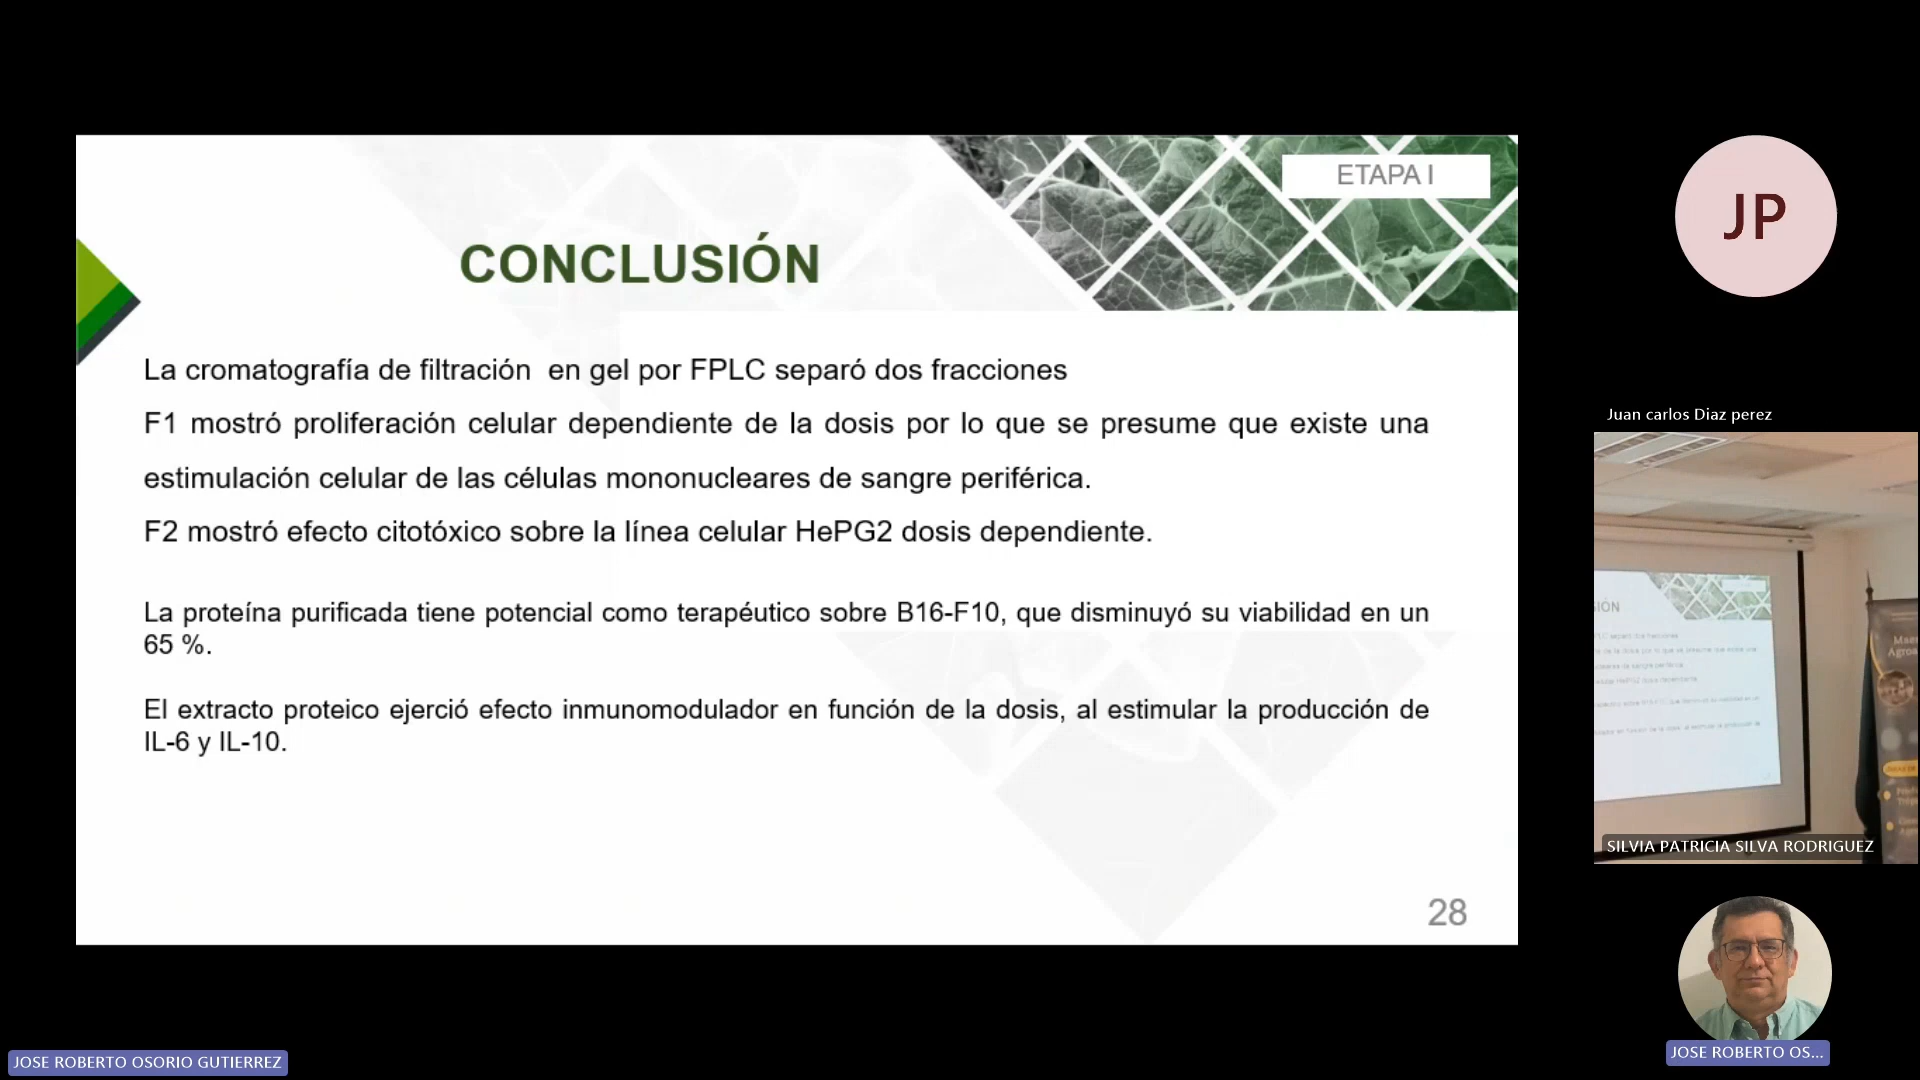 ETAPA I
CONCLUSIÓN
La cromatografía de filtración en gel por FPLC separó dos fracciones
F1 mostró proliferación celular dependiente de la dosis por lo que se presume que existe una
estimulación celular de las células mononucleares de sangre periférica.
F2 mostró efecto citotóxico sobre la línea celular HePG2 dosis dependiente.
La proteína purificada tiene potencial como terapéutico sobre B16-F10, que disminuyó su viabilidad en un
65 %.
El extracto proteico ejerció efecto inmunomodulador en función de la dosis, al estimular la producción de
IL-6 y IL-10.
28
JP
Juan carlos Diaz perez
SILVIA PATRICIA SILVA RODRIGUEZ
JOSE ROBERTO OS...
JOSE ROBERTO OSORIO GUTIERREZ